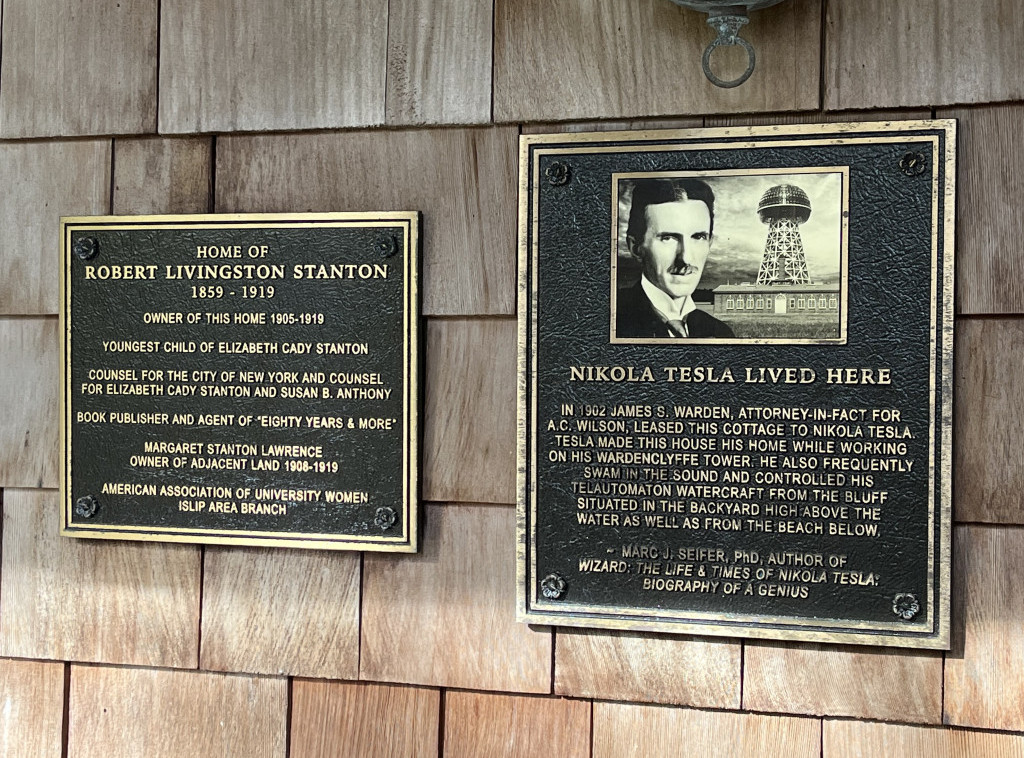 HOME OF
ROBERT LIVINGSTON STANTON
1859 - 1919
OWNER OF THIS HOME 1905-1919
YOUNGEST CHILD OF ELIZABETH CADY STANTON
COUNSEL FOR THE CITY OF NEW YORK AND COUNSEL
FOR ELIZABETH CADY STANTON AND SUSAN B. ANTHONY
BOOK PUBLISHER AND AGENT OF "EIGHTY YEARS & MORE"
MARGARET STANTON LAWRENCE
OWNER OF ADJACENT LAND 1908-1919
AMERICAN ASSOCIATION OF UNIVERSITY WOMEN
ISLIP AREA BRANCH
NIKOLA TESLA LIVED HERE
IN 1902 JAMES S. WARDEN, ATTORNEY-IN-FACT FOR
A.C. WILSON, LEASED THIS COTTAGE TO NIKOLA TESLA.
TESLA MADE THIS HOUSE HIS HOME WHILE WORKING
ON HIS WARDENCLYFFE TOWER. HE ALSO FREQUENTLY
SWAM IN THE SOUND AND CONTROLLED HIS
TELAUTOMATON WATERCRAFT FROM THE BLUFF
SITUATED IN THE BACKYARD HIGH ABOVE THE
WATER AS WELL AS FROM THE BEACH BELOW.
~ MARC J. SEIFER, PhD, AUTHOR OF
WIZARD: THE LIFE & TIMES OF NIKOLA TESLA:
BIOGRAPHY OF A GENIUS